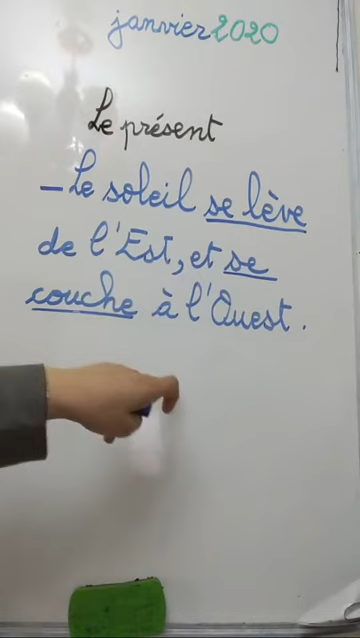 janvier 2020
Le présent
- Le soleil se lève
de l'Est, et se
couche à l'Ouest.